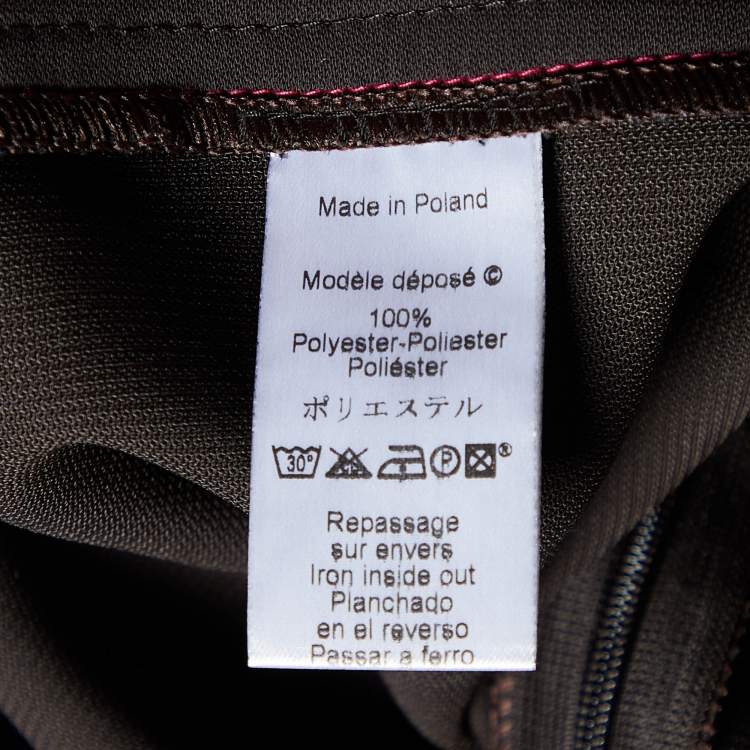 Made in Poland
Modèle déposé ©
100%
Polyester-Poliester
Poliéster
ポリエステル
30° P ®
Repassage
sur envers
Iron inside out
Planchado
en el reverso
Passar a ferro